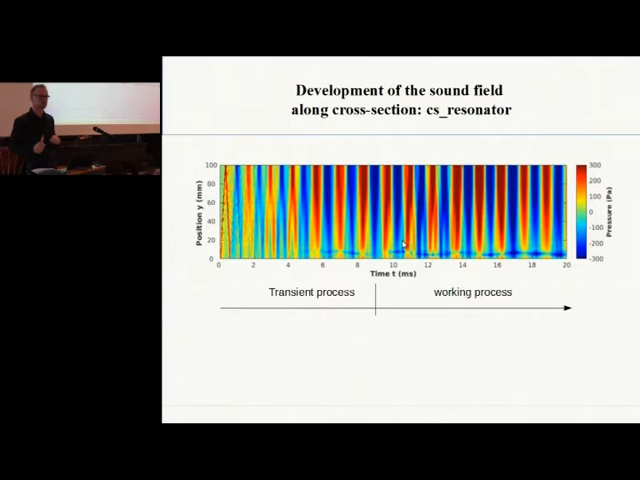 Development of the sound field
along cross-section: cs_resonator
100
80
60
40
20
0
Position y (mm)
0 2 4 6 8 10 12 14 16 18 20
Time t (ms)
300
200
100
0
-100
-200
-300
Pressure (Pa)
Transient process
working process